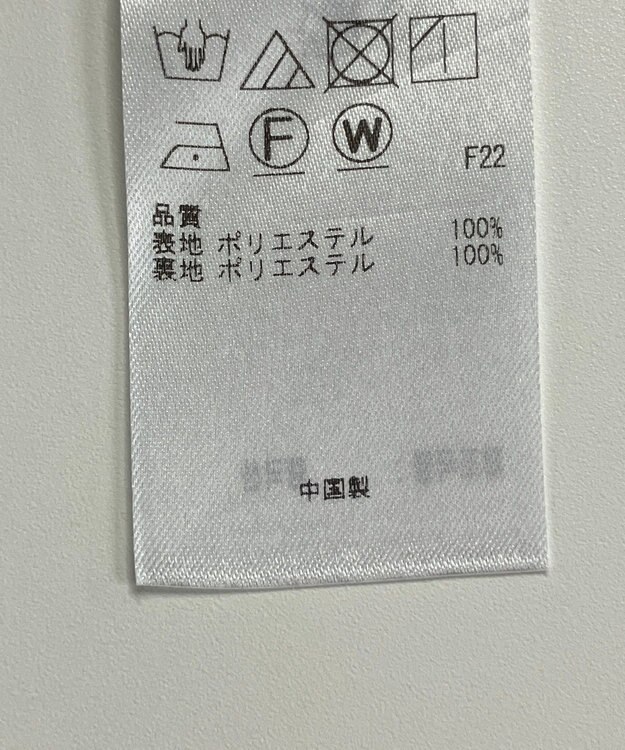 F W F22
品質
表地 ポリエステル 100%
裏地 ポリエステル 100%
中国製